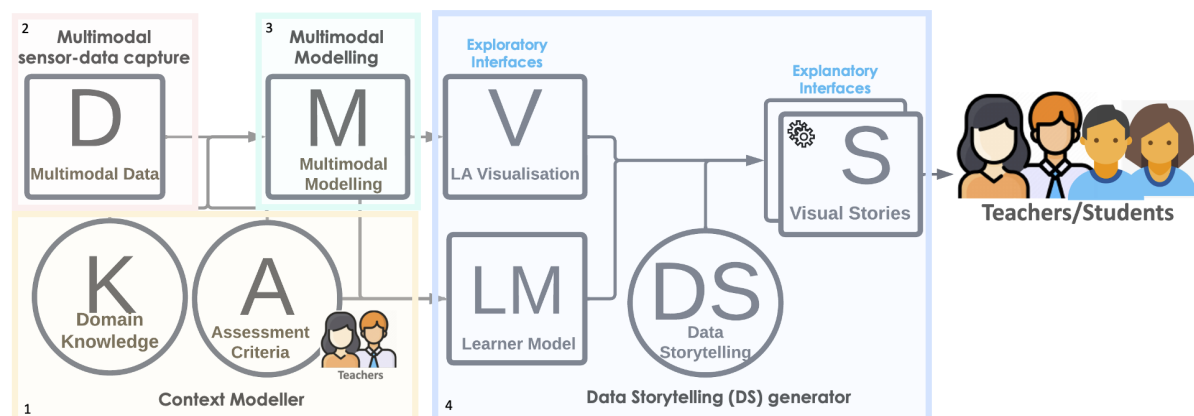 2
Multimodal
sensor-data capture
D
Multimodal Data
3
Multimodal
Modelling
M
Multimodal
Modelling
K
Domain
Knowledge
A
Assessment
Criteria
Teachers
Context Modeller
1
Exploratory
Interfaces
V
LA Visualisation
LM
Learner Model
DS
Data
Storytelling
Explanatory
Interfaces
S
Visual Stories
4
Data Storytelling (DS) generator
Teachers/Students